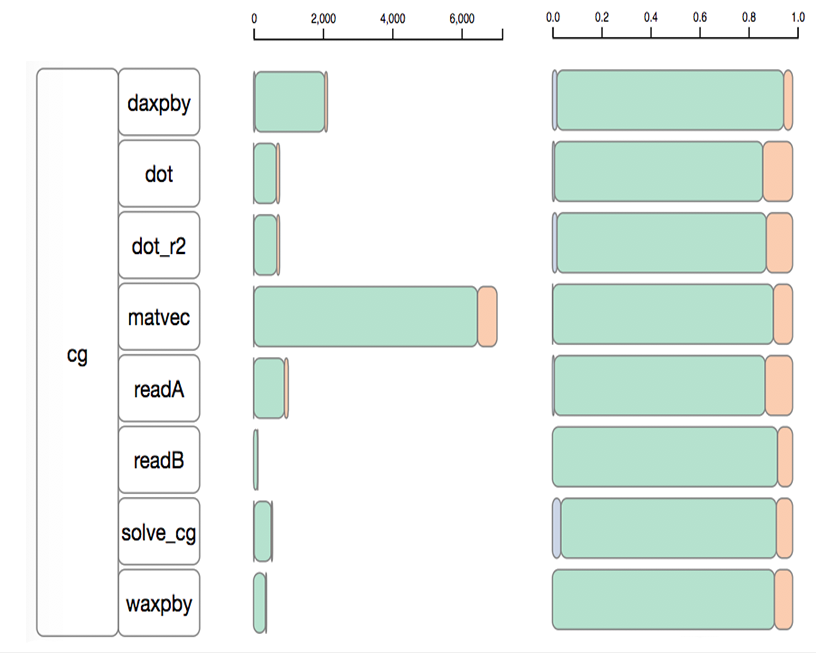 0 2,000 4,000 6,000
0.0 0.2 0.4 0.6 0.8 1.0
cg
daxpby
dot
dot_r2
matvec
readA
readB
solve_cg
waxpby